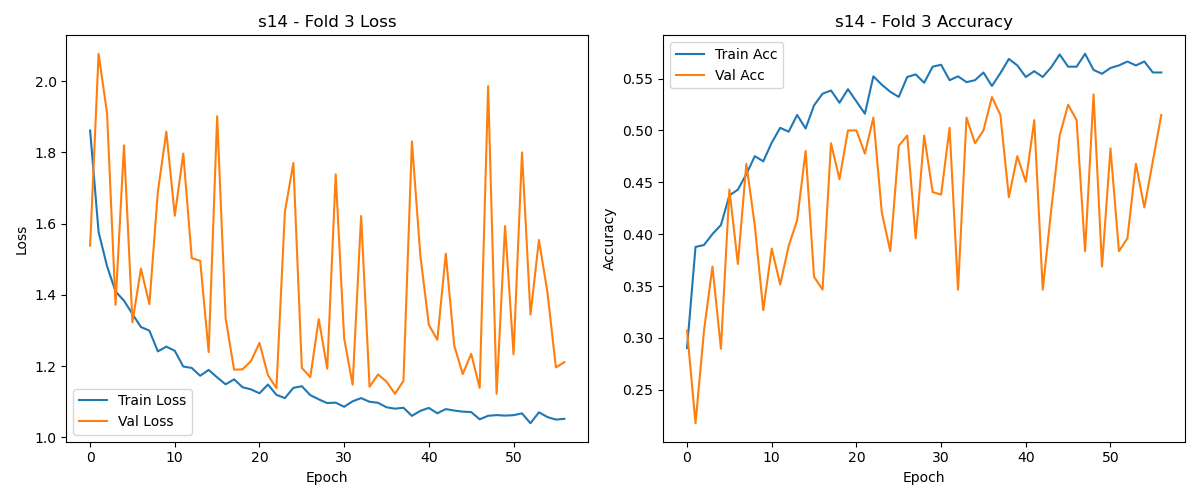 s14 - Fold 3 Loss
Loss
2.0
1.8
1.6
1.4
1.2
1.0
Train Loss
Val Loss
0 10 20 30 40 50
Epoch
s14 - Fold 3 Accuracy
Accuracy
0.55
0.50
0.45
0.40
0.35
0.30
0.25
Train Acc
Val Acc
0 10 20 30 40 50
Epoch